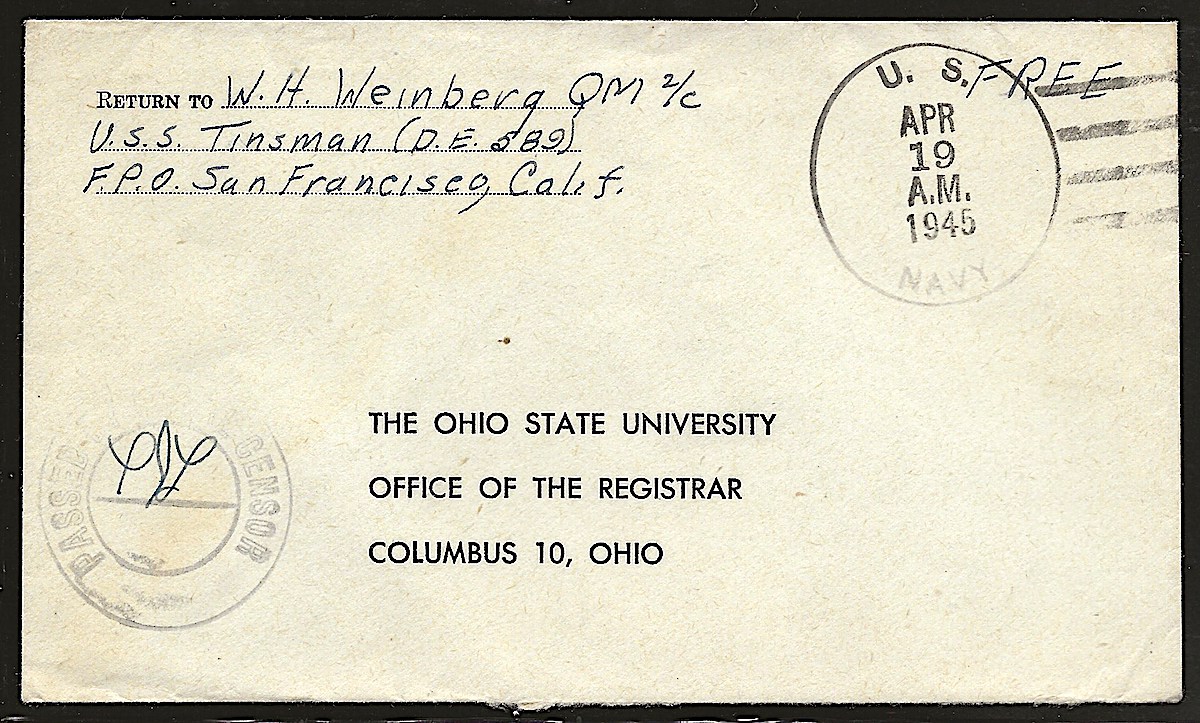 RETURN TO W. H. Weinberg QM 2/c
U.S.S. Tinsman (D.E. 589)
F.P.O. San Francisco, Calif.
FREE
U. S.
APR
19
A.M.
1945
NAVY
PASSED
CENSOR
THE OHIO STATE UNIVERSITY
OFFICE OF THE REGISTRAR
COLUMBUS 10, OHIO